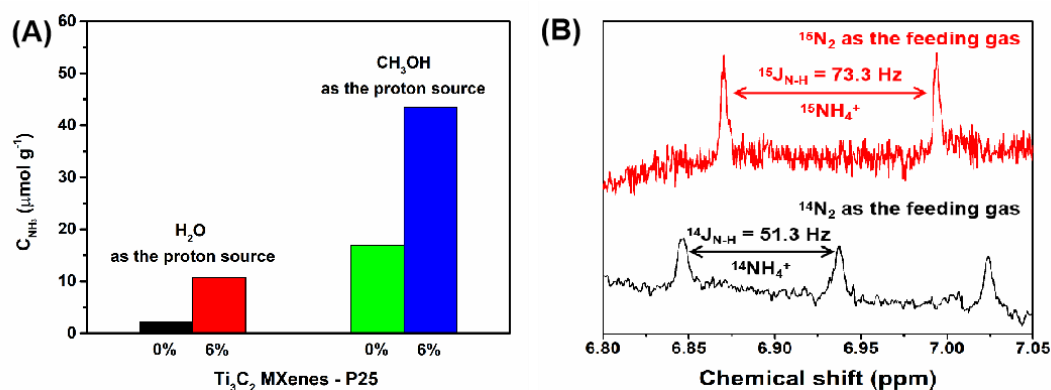 (A)
60
50
40
30
20
10
0
C_NH₃ (μmol g⁻¹)
H₂O
as the proton source
CH₃OH
as the proton source
0% 6% 0% 6%
Ti₃C₂ MXenes - P25
(B)
¹⁵N₂ as the feeding gas
¹⁵J_N-H = 73.3 Hz
¹⁵NH₄⁺
¹⁴N₂ as the feeding gas
¹⁴J_N-H = 51.3 Hz
¹⁴NH₄⁺
6.80 6.85 6.90 6.95 7.00 7.05
Chemical shift (ppm)